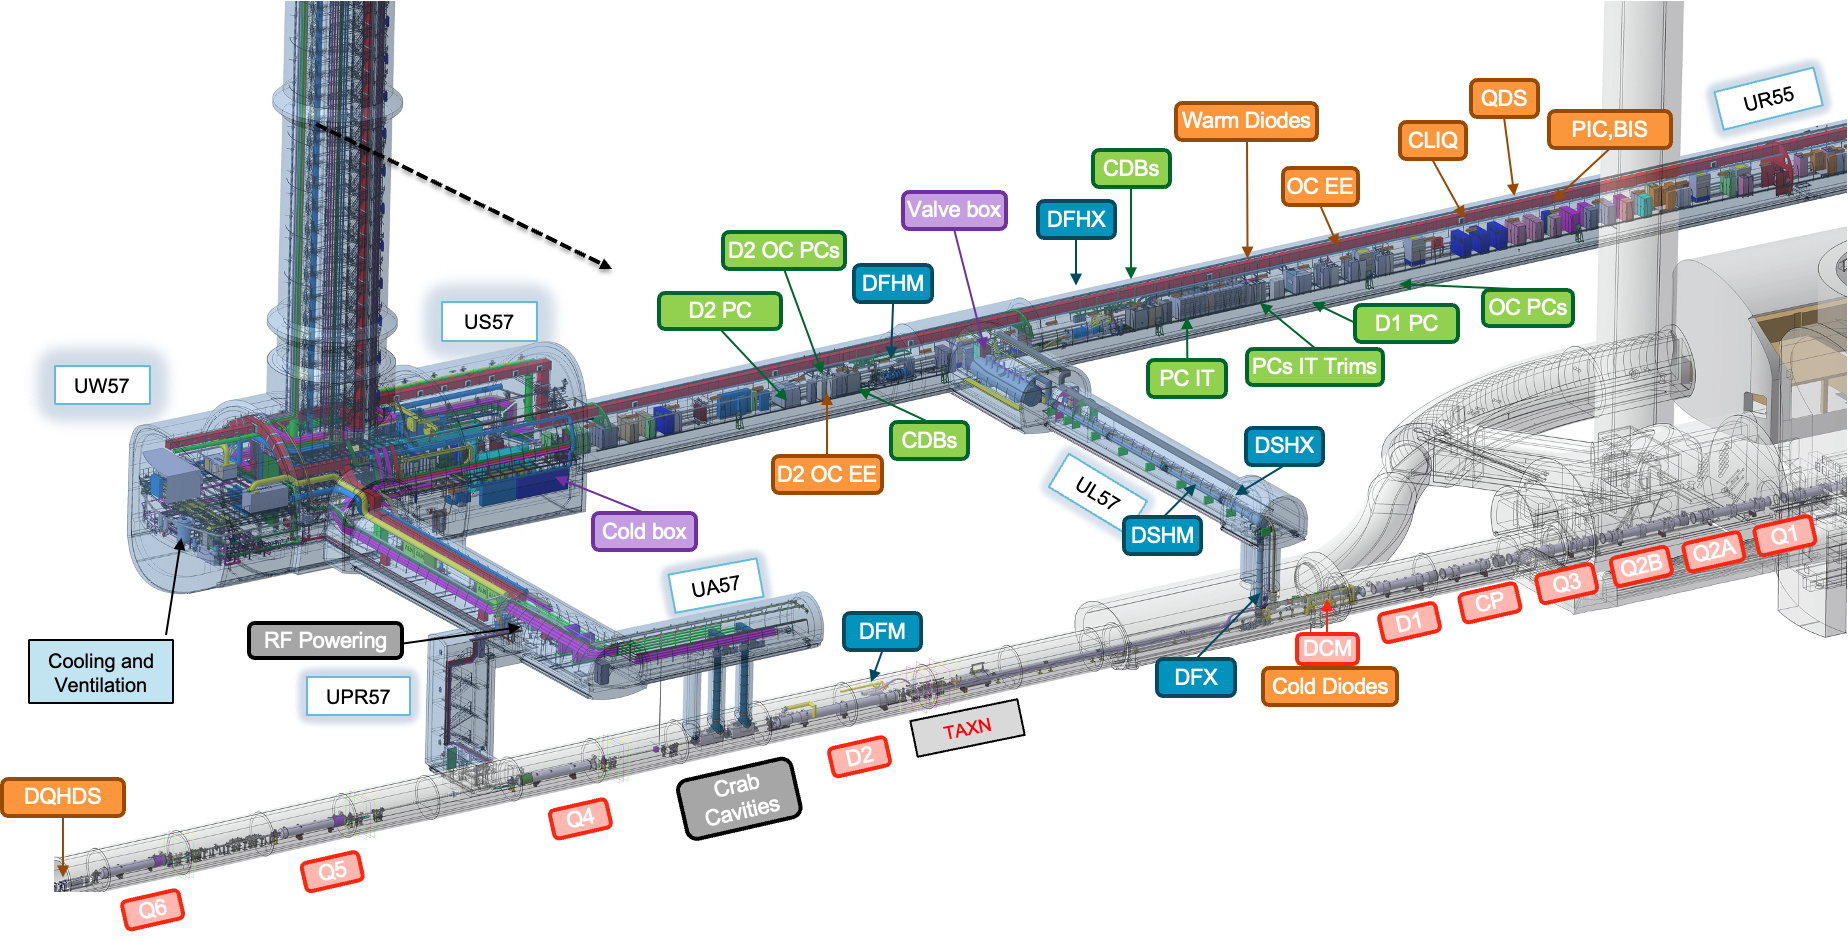 UR55
QDS
PIC,BIS
Warm Diodes
CLIQ
CDBs
OC EE
Valve box
DFHX
D2 OC PCs
DFHM
D2 PC
US57
OC PCs
D1 PC
PCs IT Trims
PC IT
UW57
CDBs
D2 OC EE
DSHX
UL57
DSHM
Cold box
Q1
Q2A
Q2B
Q3
CP
D1
UA57
DFM
RF Powering
DCM
Cold Diodes
DFX
Cooling and
Ventilation
UPR57
TAXN
D2
Crab
Cavities
DQHDS
Q4
Q5
Q6